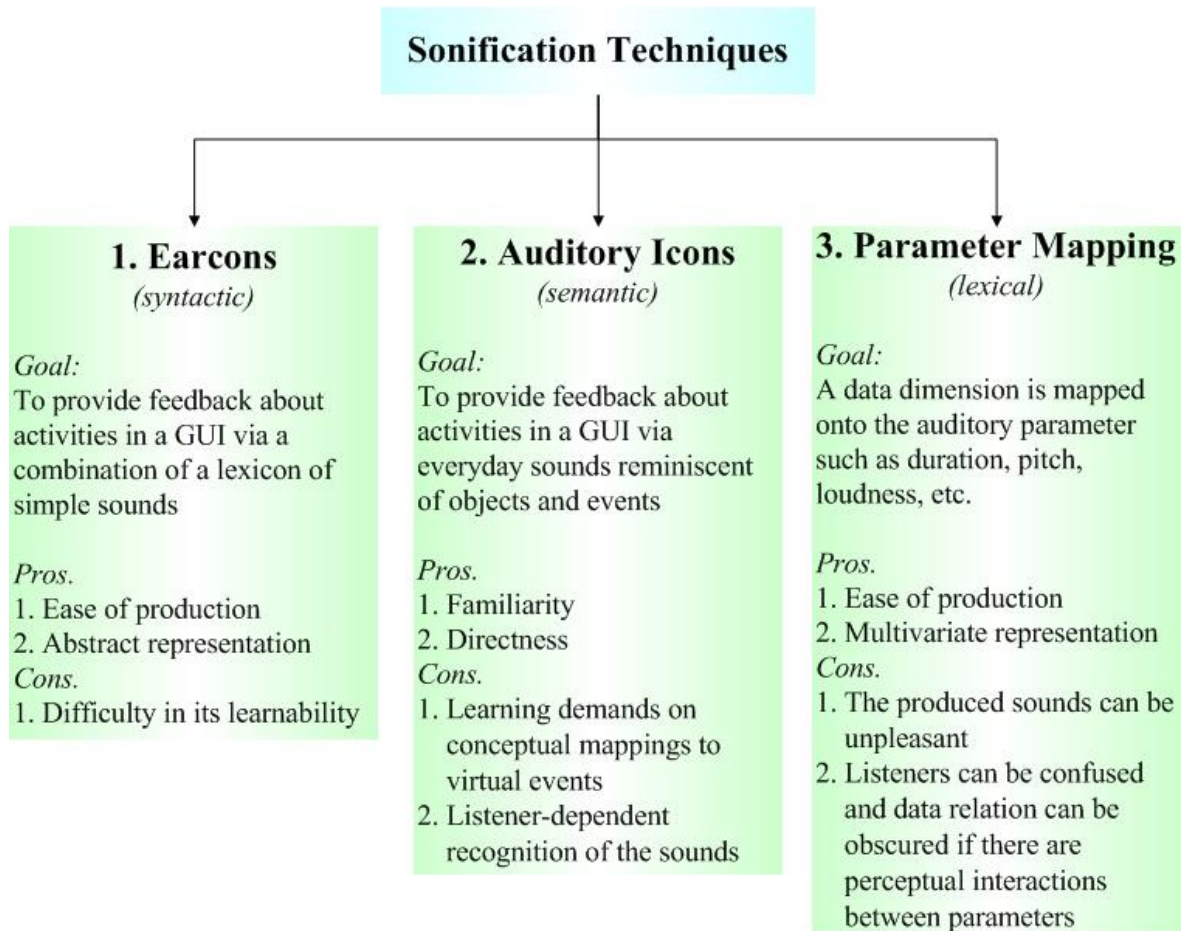 Sonification Techniques
1. Earcons
(syntactic)
Goal:
To provide feedback about
activities in a GUI via a
combination of a lexicon of
simple sounds
Pros.
1. Ease of production
2. Abstract representation
Cons.
1. Difficulty in its learnability
2. Auditory Icons
(semantic)
Goal:
To provide feedback about
activities in a GUI via
everyday sounds reminiscent
of objects and events
Pros.
1. Familiarity
2. Directness
Cons.
1. Learning demands on
conceptual mappings to
virtual events
2. Listener-dependent
recognition of the sounds
3. Parameter Mapping
(lexical)
Goal:
A data dimension is mapped
onto the auditory parameter
such as duration, pitch,
loudness, etc.
Pros.
1. Ease of production
2. Multivariate representation
Cons.
1. The produced sounds can be
unpleasant
2. Listeners can be confused
and data relation can be
obscured if there are
perceptual interactions
between parameters